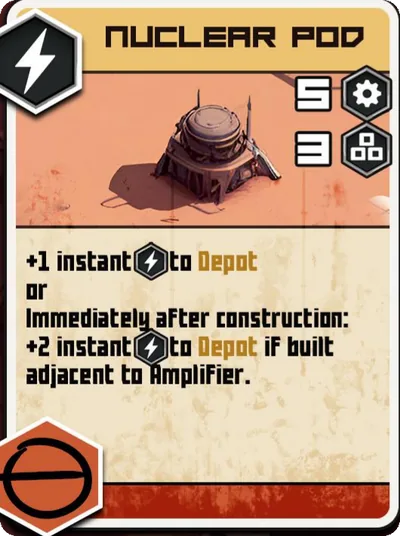 NUCLEAR POD
5
3
+1 instant to Depot
or
Immediately after construction:
+2 instant to Depot if built
adjacent to Amplifier.